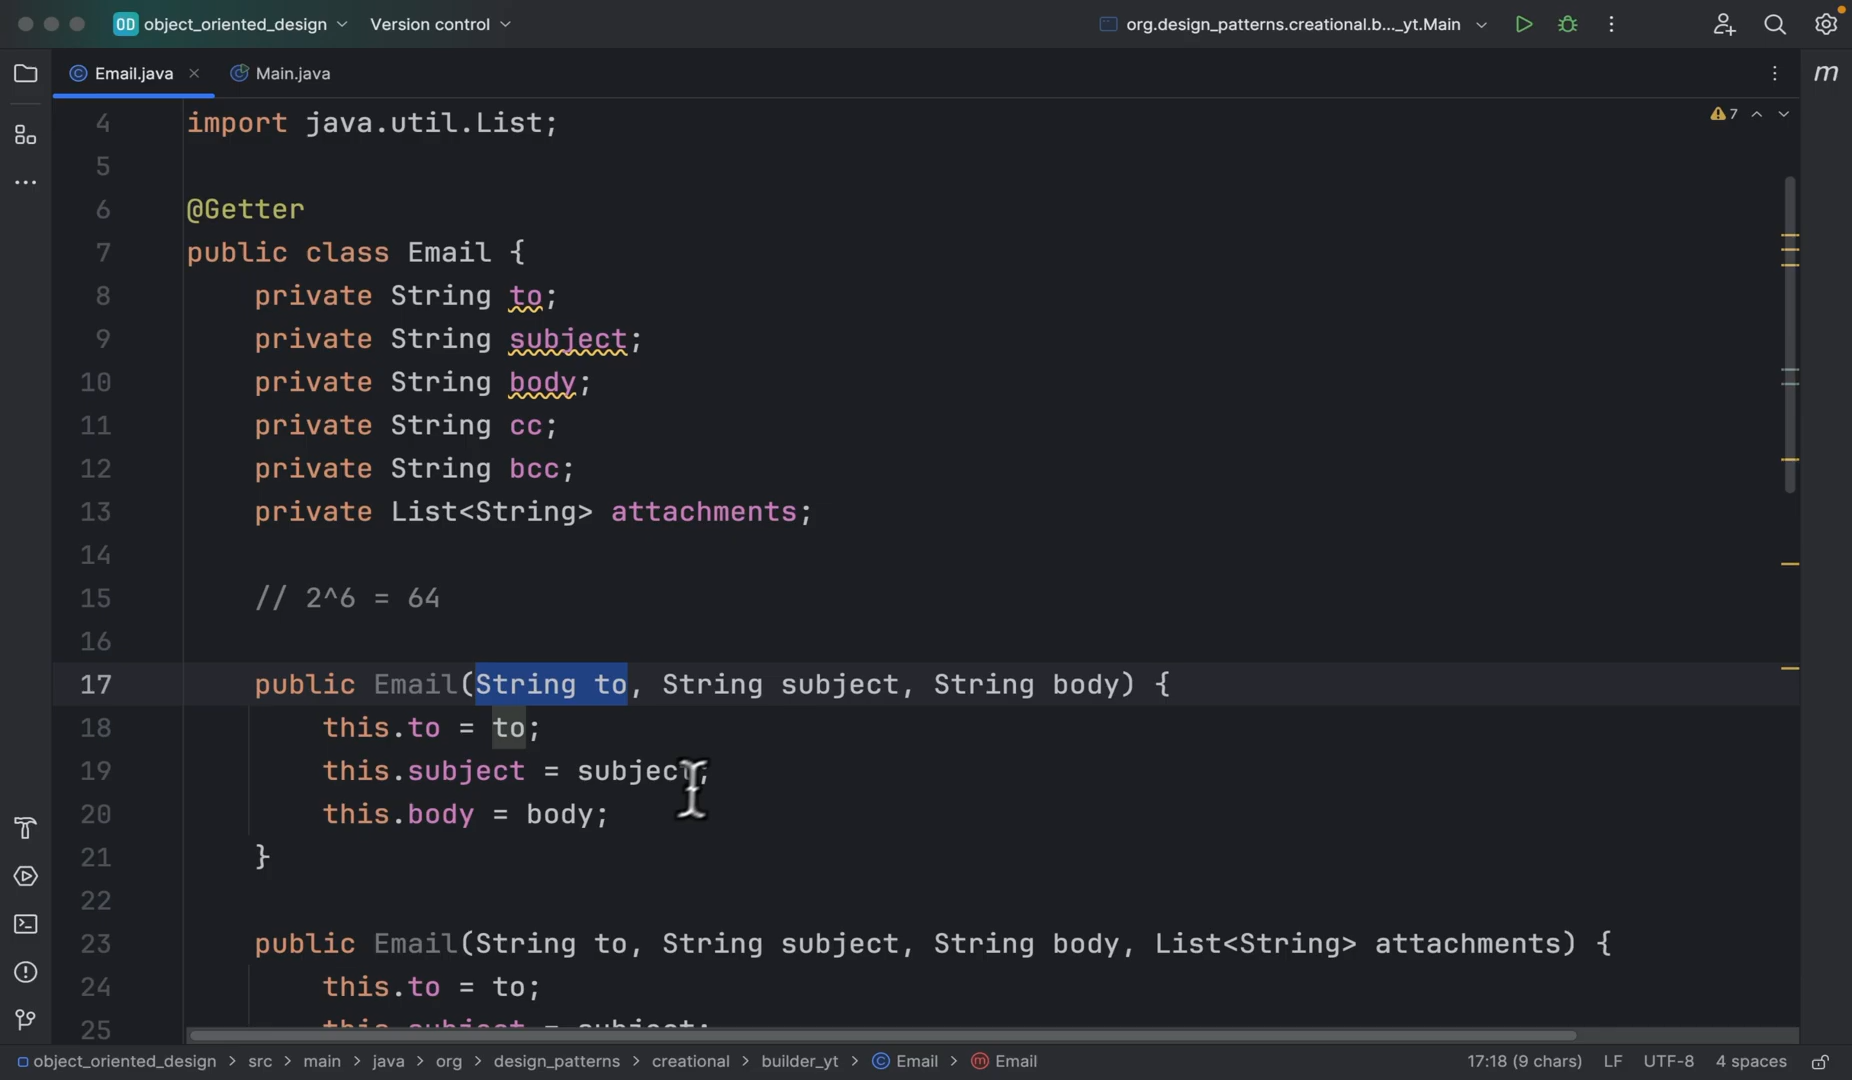 OD object_oriented_design Version control org.design_patterns.creational.b..._yt.Main
Email.java Main.java m
4 import java.util.List; 7
5
6 @Getter
7 public class Email {
8 private String to;
9 private String subject;
10 private String body;
11 private String cc;
12 private String bcc;
13 private List<String> attachments;
14
15 // 2^6 = 64
16
17 public Email(String to, String subject, String body) {
18 this.to = to;
19 this.subject = subject;
20 this.body = body;
21 }
22
23 public Email(String to, String subject, String body, List<String> attachments) {
24 this.to = to;
25 this.subject = subject;
object_oriented_design > src > main > java > org > design_patterns > creational > builder_yt > C Email > m Email 17:18 (9 chars) LF UTF-8 4 spaces